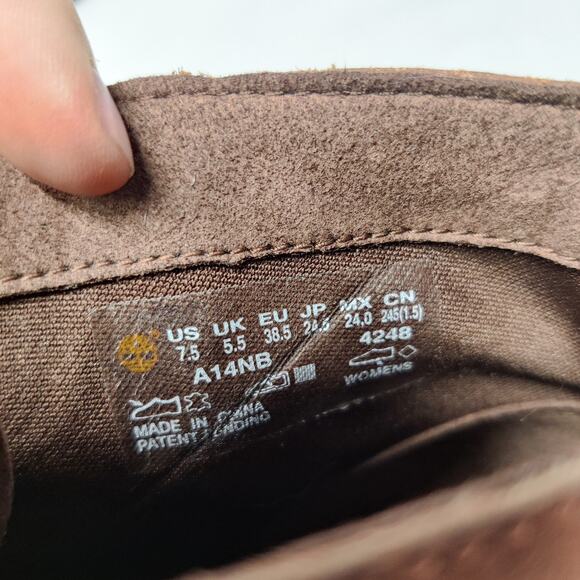 US UK EU JP MX CN
7.5 5.5 38.5 24.5 24.0 245(1.5)
A14NB 4248
WOMENS
MADE IN CHINA
PATENT PENDING